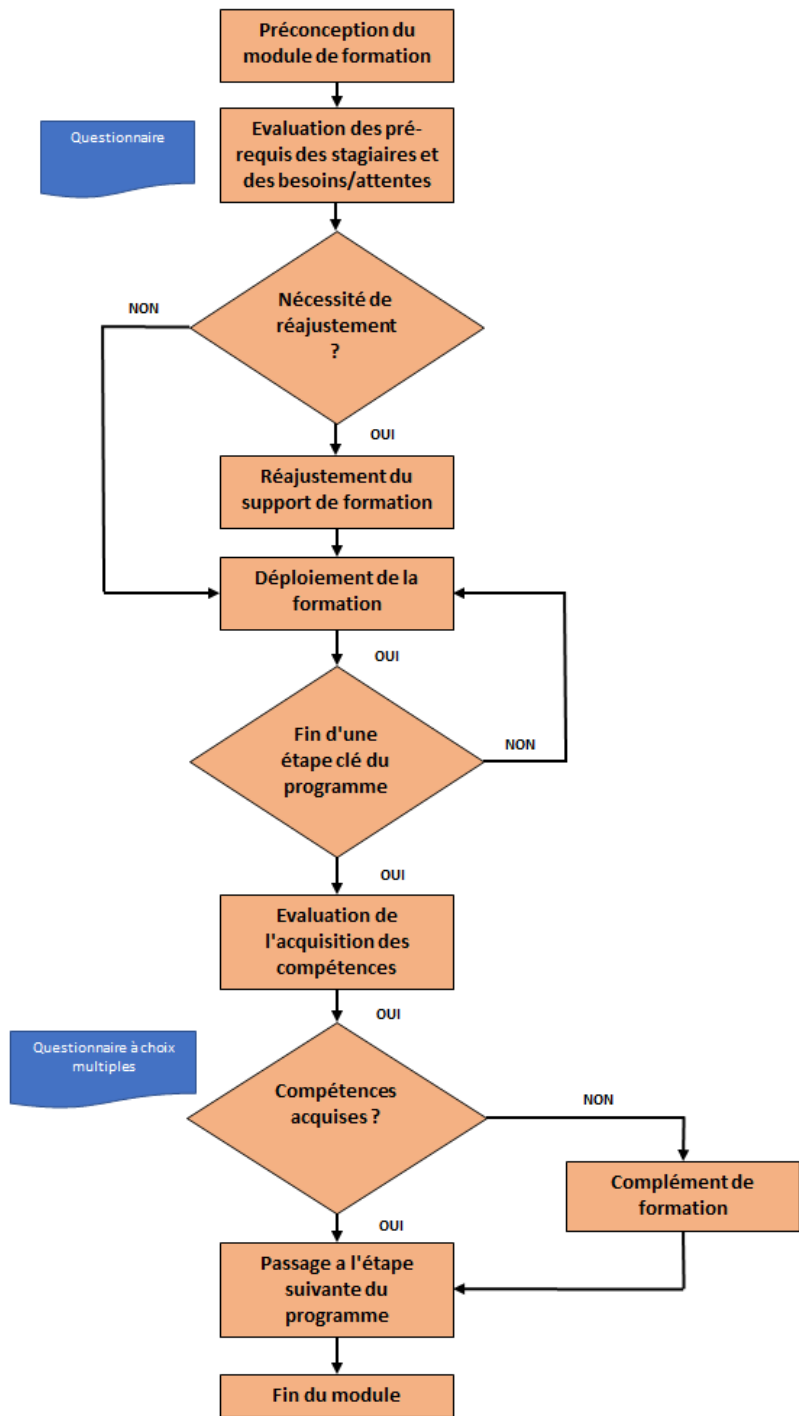 Préconception du
module de formation
Questionnaire
Evaluation des pré-
requis des stagiaires et
des besoins/attentes
NON
Nécessité de
réajustement
?
OUI
Réajustement du
support de formation
Déploiement de la
formation
OUI
Fin d'une
étape clé du
programme
NON
OUI
Evaluation de
l'acquisition des
compétences
OUI
Questionnaire à choix
multiples
Compétences
acquises ?
NON
Complément de
formation
OUI
Passage a l'étape
suivante du
programme
Fin du module